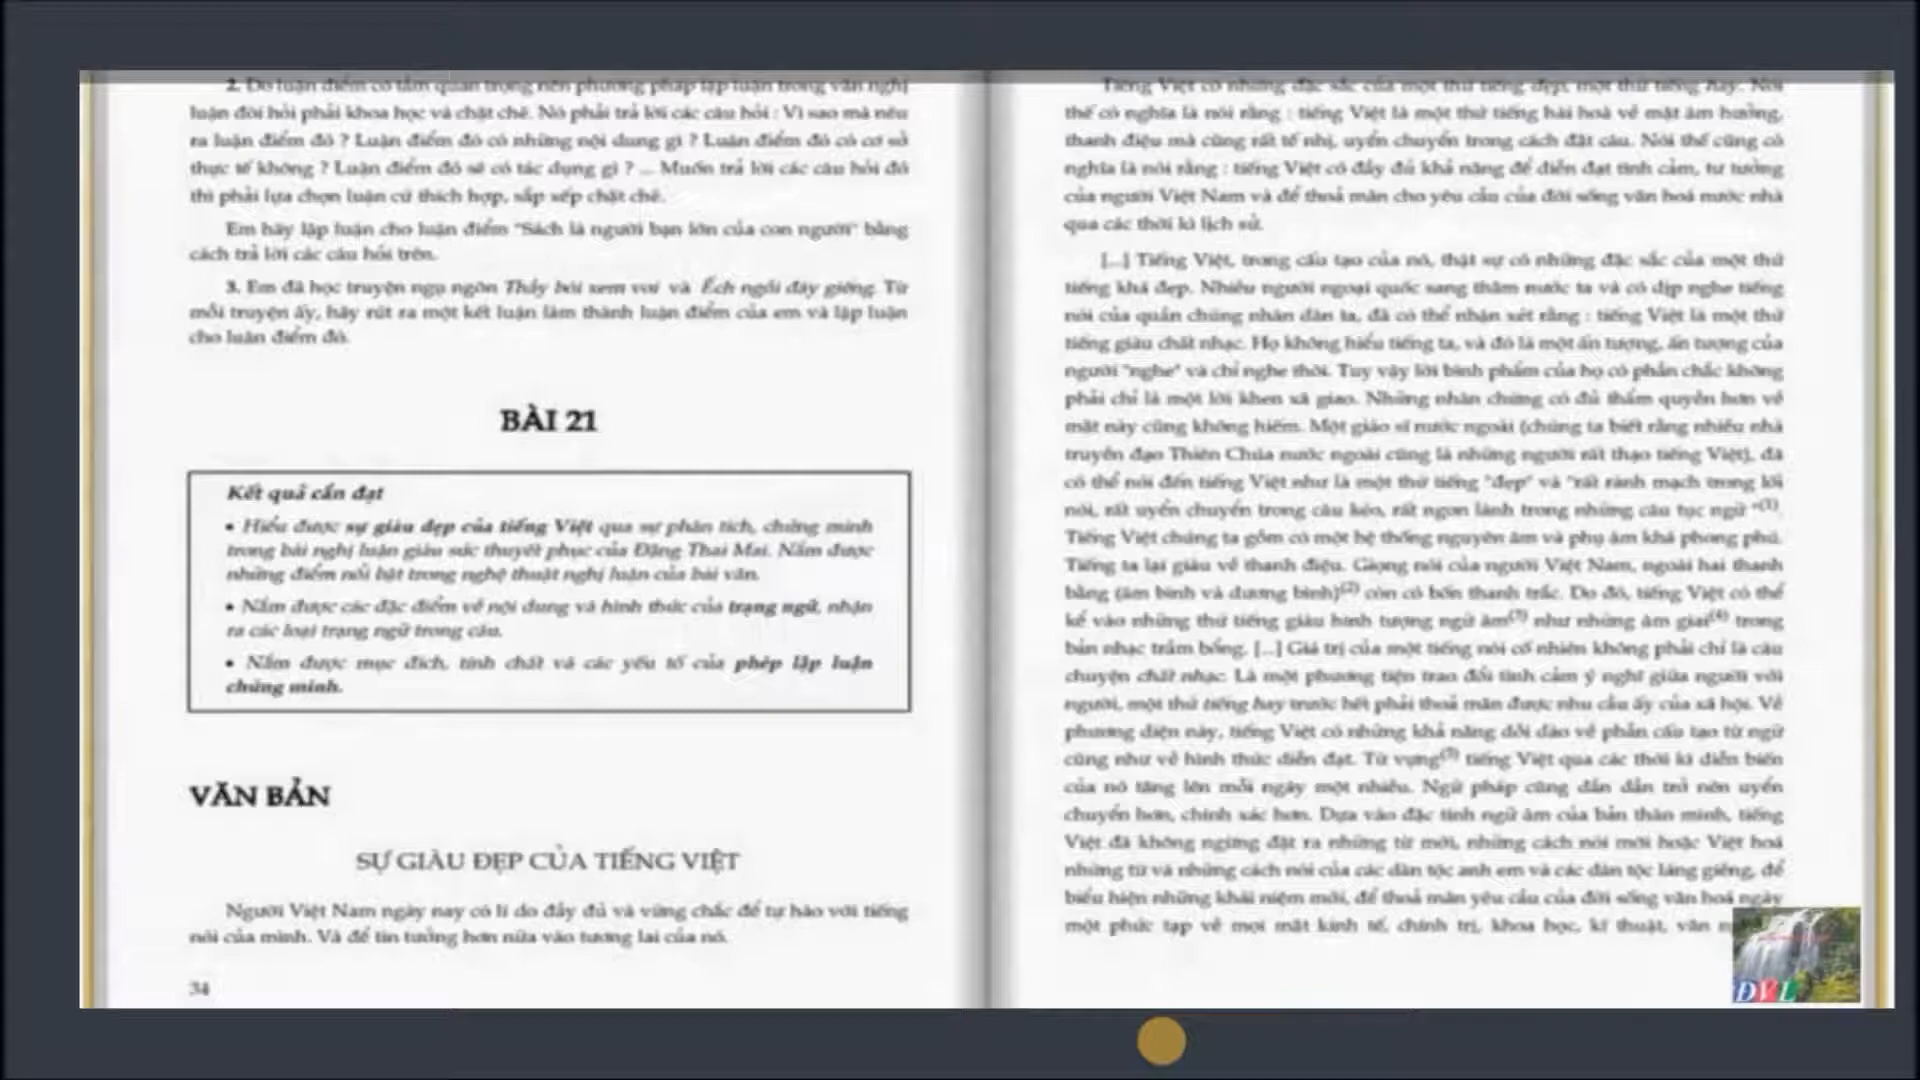 2. Do luận điểm có tầm quan trọng nên phương pháp lập luận trong văn nghị
luận đòi hỏi phải khoa học và chặt chẽ. Nó phải trả lời các câu hỏi : Vì sao mà nêu
ra luận điểm đó ? Luận điểm đó có những nội dung gì ? Luận điểm đó có cơ sở
thực tế không ? Luận điểm đó sẽ có tác dụng gì ? ... Muốn trả lời các câu hỏi đó
thì phải lựa chọn luận cứ thích hợp, sắp xếp chặt chẽ.
Em hãy lập luận cho luận điểm "Sách là người bạn lớn của con người" bằng
cách trả lời các câu hỏi trên.
3. Em đã học truyện ngụ ngôn Thầy bói xem voi và Ếch ngồi đáy giếng. Từ
mỗi truyện ấy, hãy rút ra một kết luận làm thành luận điểm của em và lập luận
cho luận điểm đó.
BÀI 21
Kết quả cần đạt
• Hiểu được sự giàu đẹp của tiếng Việt qua sự phân tích, chứng minh
trong bài nghị luận giàu sức thuyết phục của Đặng Thai Mai. Nắm được
những điểm nổi bật trong nghệ thuật nghị luận của bài văn.
• Nắm được các đặc điểm về nội dung và hình thức của trạng ngữ, nhận
ra các loại trạng ngữ trong câu.
• Nắm được mục đích, tính chất và các yếu tố của phép lập luận
chứng minh.
VĂN BẢN
SỰ GIÀU ĐẸP CỦA TIẾNG VIỆT
Người Việt Nam ngày nay có lí do đầy đủ và vững chắc để tự hào với tiếng
nói của mình. Và để tin tưởng hơn nữa vào tương lai của nó.
34
Tiếng Việt có những đặc sắc của một thứ tiếng đẹp, một thứ tiếng hay. Nói
thế có nghĩa là nói rằng : tiếng Việt là một thứ tiếng hài hoà về mặt âm hưởng,
thanh điệu mà cũng rất tế nhị, uyển chuyển trong cách đặt câu. Nói thế cũng có
nghĩa là nói rằng : tiếng Việt có đầy đủ khả năng để diễn đạt tình cảm, tư tưởng
của người Việt Nam và để thoả mãn cho yêu cầu của đời sống văn hoá nước nhà
qua các thời kì lịch sử.
[...] Tiếng Việt, trong cấu tạo của nó, thật sự có những đặc sắc của một thứ
tiếng khá đẹp. Nhiều người ngoại quốc sang thăm nước ta và có dịp nghe tiếng
nói của quần chúng nhân dân ta, đã có thể nhận xét rằng : tiếng Việt là một thứ
tiếng giàu chất nhạc. Họ không hiểu tiếng ta, và đó là một ấn tượng, ấn tượng của
người "nghe" và chỉ nghe thôi. Tuy vậy lời bình phẩm của họ có phần chắc không
phải chỉ là một lời khen xã giao. Những nhân chứng có đủ thẩm quyền hơn về
mặt này cũng không hiếm. Một giáo sĩ nước ngoài (chúng ta biết rằng nhiều nhà
truyền đạo Thiên Chúa nước ngoài cũng là những người rất thạo tiếng Việt), đã
có thể nói đến tiếng Việt như là một thứ tiếng "đẹp" và "rất rành mạch trong lối
nói, rất uyển chuyển trong câu kéo, rất ngon lành trong những câu tục ngữ "(1).
Tiếng Việt chúng ta gồm có một hệ thống nguyên âm và phụ âm khá phong phú.
Tiếng ta lại giàu về thanh điệu. Giọng nói của người Việt Nam, ngoài hai thanh
bằng (âm bình và dương bình)(2) còn có bốn thanh trắc. Do đó, tiếng Việt có thể
kể vào những thứ tiếng giàu hình tượng ngữ âm(3) như những âm giai(4) trong
bản nhạc trầm bổng. [...] Giá trị của một tiếng nói cố nhiên không phải chỉ là câu
chuyện chất nhạc. Là một phương tiện trao đổi tình cảm ý nghĩ giữa người với
người, một thứ tiếng hay trước hết phải thoả mãn được nhu cầu ấy của xã hội. Về
phương diện này, tiếng Việt có những khả năng dồi dào về phần cấu tạo từ ngữ
cũng như về hình thức diễn đạt. Từ vựng(5) tiếng Việt qua các thời kì diễn biến
của nó tăng lên mỗi ngày một nhiều. Ngữ pháp cũng dần dần trở nên uyển
chuyển hơn, chính xác hơn. Dựa vào đặc tính ngữ âm của bản thân mình, tiếng
Việt đã không ngừng đặt ra những từ mới, những cách nói mới hoặc Việt hoá
những từ và những cách nói của các dân tộc anh em và các dân tộc láng giềng, để
biểu hiện những khái niệm mới, để thoả mãn yêu cầu của đời sống văn hoá ngày
một phức tạp về mọi mặt kinh tế, chính trị, khoa học, kĩ thuật, văn
ĐVL